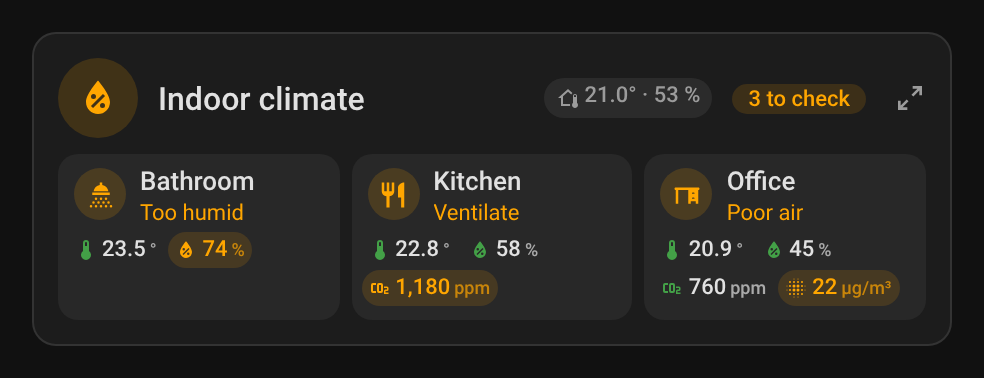 Indoor climate
21.0° · 53 %
3 to check
Bathroom
Too humid
23.5 °
74 %
Kitchen
Ventilate
22.8 °
58 %
CO₂ 1,180 ppm
Office
Poor air
20.9 °
45 %
CO₂ 760 ppm
22 µg/m³